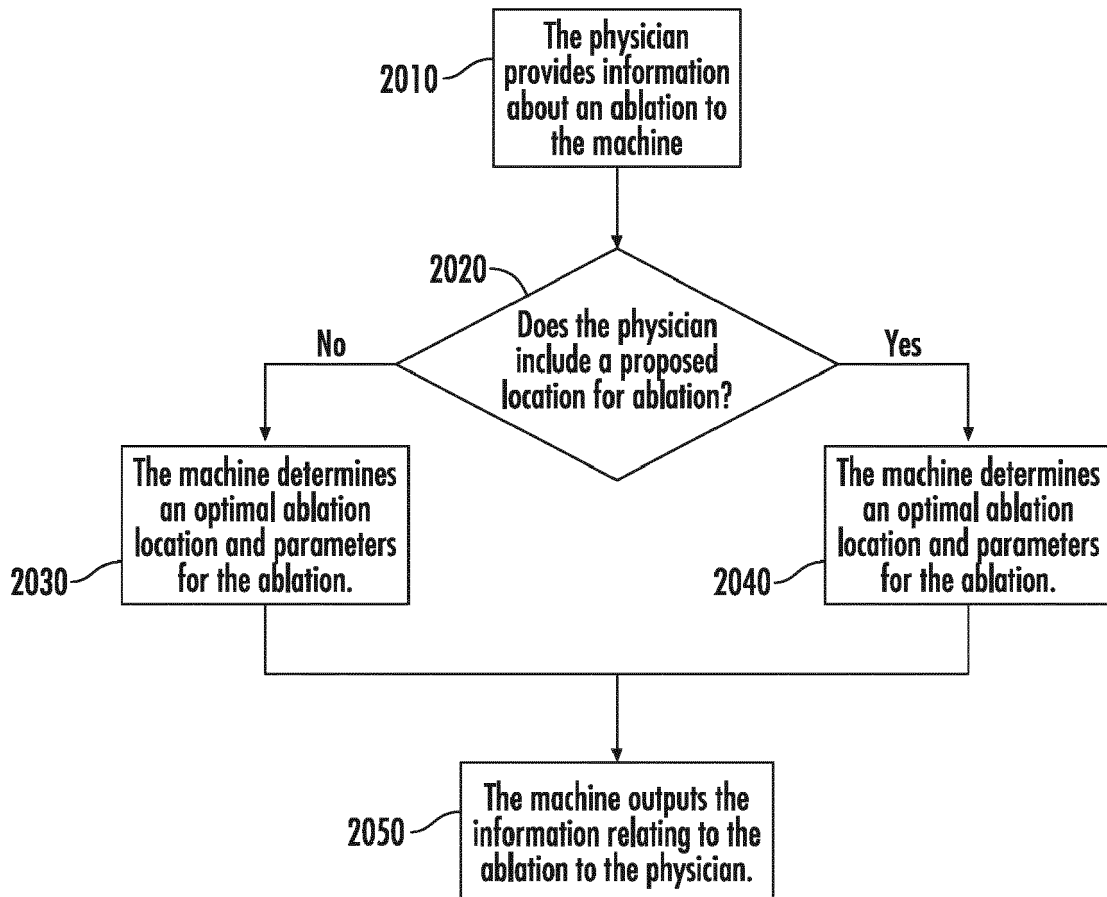 The physician
provides information
about an ablation to
the machine
2010
2020
Does the physician
include a proposed
location for ablation?
No
Yes
The machine determines
an optimal ablation
location and parameters
for the ablation.
2030
The machine determines
an optimal ablation
location and parameters
for the ablation.
2040
The machine outputs the
information relating to the
ablation to the physician.
2050